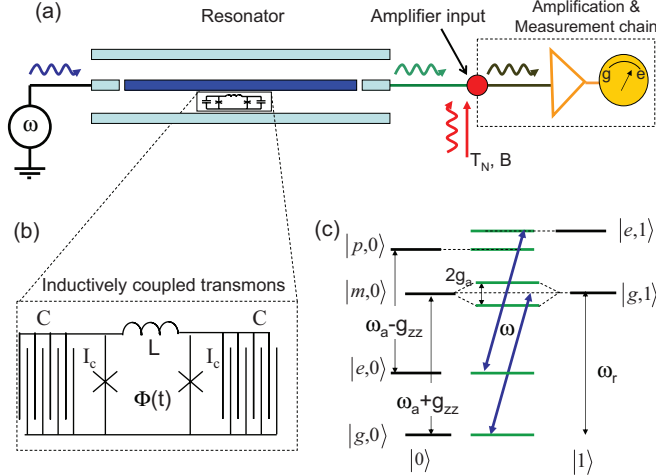 (a)
Resonator
Amplifier input
Amplification &
Measurement chain
g e
ω
T_N, B
(b)
Inductively coupled transmons
C
C
I_c
L
I_c
Φ(t)
(c)
|p,0⟩
|e,1⟩
|m,0⟩
2g_a
|g,1⟩
ω_a-g_zz
ω
ω_r
|e,0⟩
ω_a+g_zz
|g,0⟩
|0⟩
|1⟩